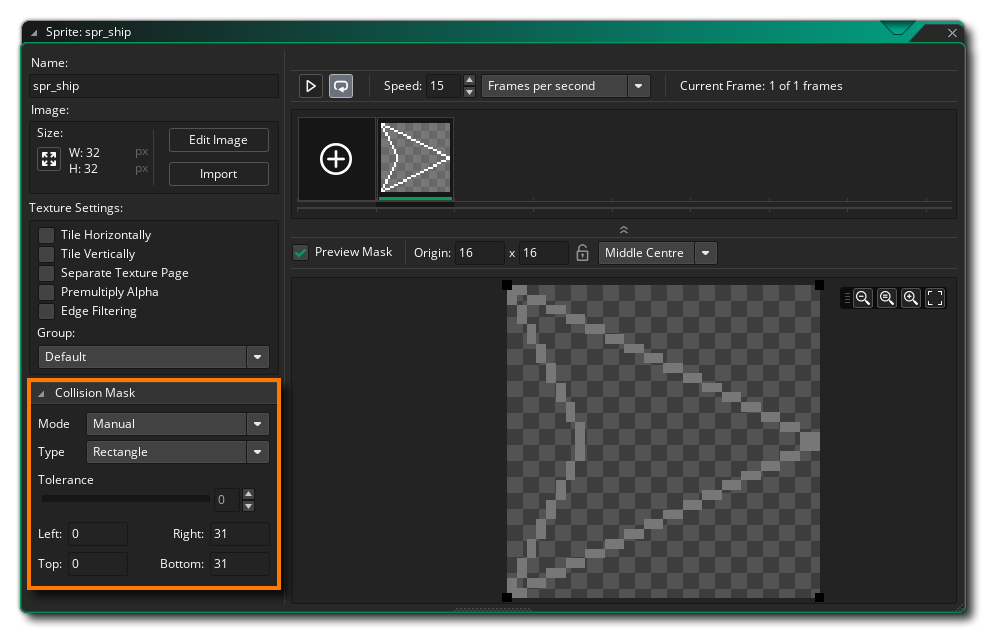 Sprite: spr_ship
Name:
spr_ship
Image:
Size:
W: 32 px
H: 32 px
Edit Image
Import
Texture Settings:
Tile Horizontally
Tile Vertically
Separate Texture Page
Premultiply Alpha
Edge Filtering
Group:
Default
Collision Mask
Mode Manual
Type Rectangle
Tolerance
0
Left: 0 Right: 31
Top: 0 Bottom: 31
Speed: 15 Frames per second Current Frame: 1 of 1 frames
Preview Mask Origin: 16 x 16 Middle Centre